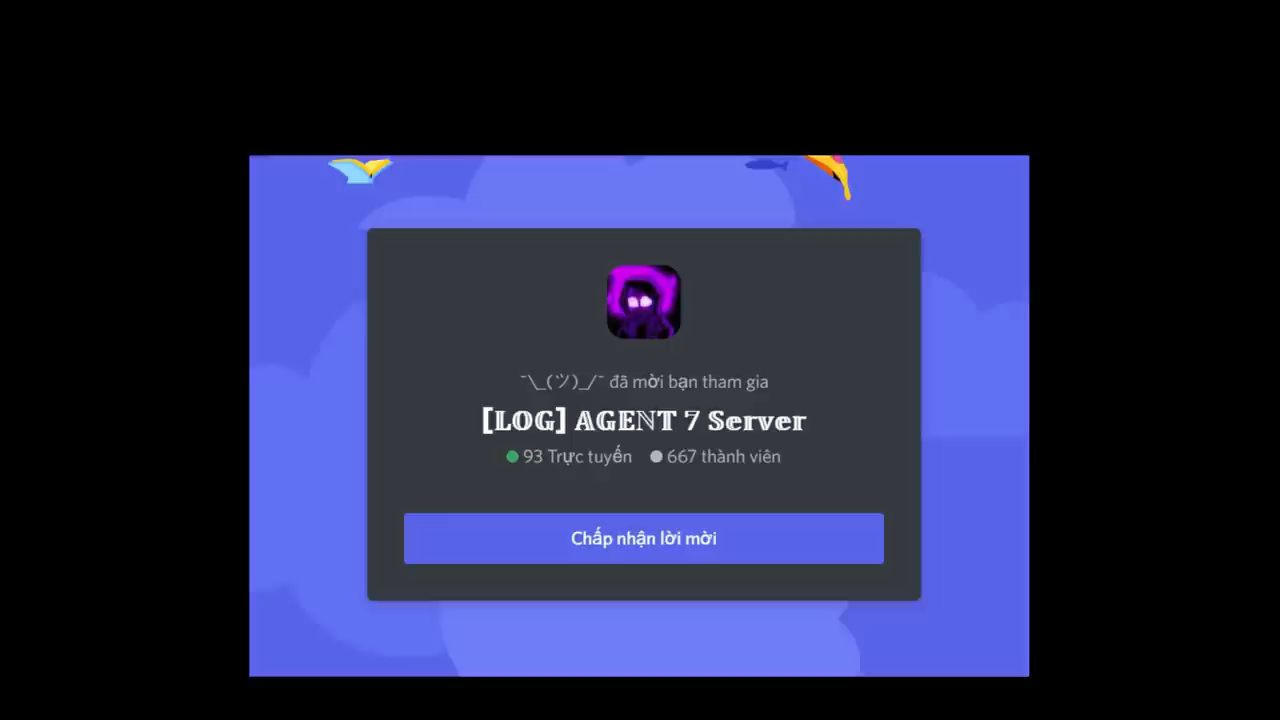 ¯\_(ツ)_/¯ đã mời bạn tham gia
[𝕃𝕆𝔾] 𝔸𝔾𝔼ℕ𝕋 𝟟 𝕊𝕖𝕣𝕧𝕖𝕣
93 Trực tuyến 667 thành viên
Chấp nhận lời mời